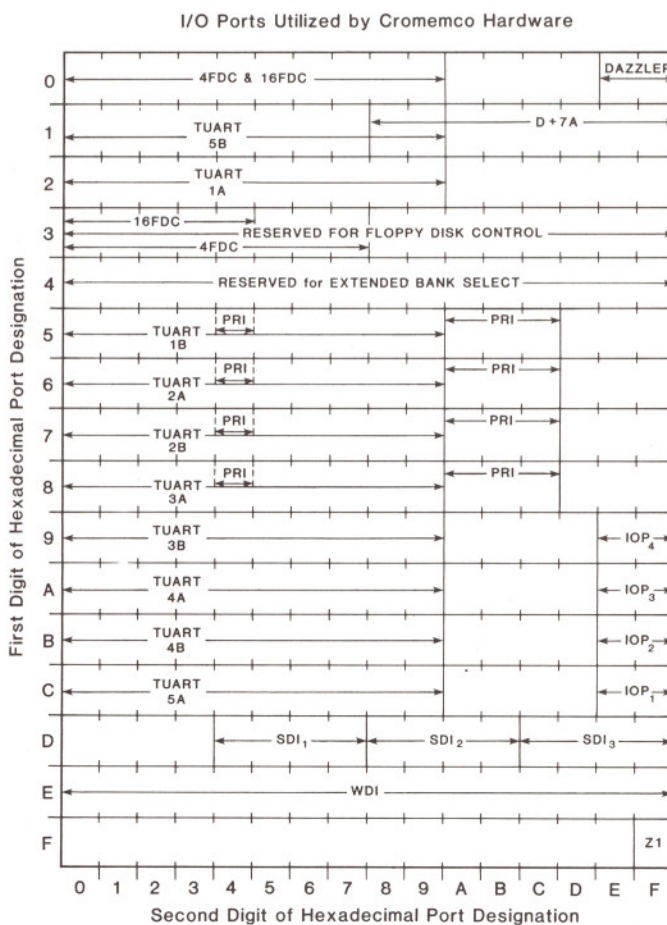 I/O Ports Utilized by Cromemco Hardware
First Digit of Hexadecimal Port Designation
0
4FDC & 16FDC
DAZZLER
1
TUART
5B
D+7A
2
TUART
1A
3
16FDC
RESERVED FOR FLOPPY DISK CONTROL
4FDC
4
RESERVED for EXTENDED BANK SELECT
5
TUART
1B
PRI
PRI
6
TUART
2A
PRI
PRI
7
TUART
2B
PRI
PRI
8
TUART
3A
PRI
PRI
9
TUART
3B
IOP4
A
TUART
4A
IOP3
B
TUART
4B
IOP2
C
TUART
5A
IOP1
D
SDI1
SDI2
SDI3
E
WDI
F
Z1
0 1 2 3 4 5 6 7 8 9 A B C D E F
Second Digit of Hexadecimal Port Designation